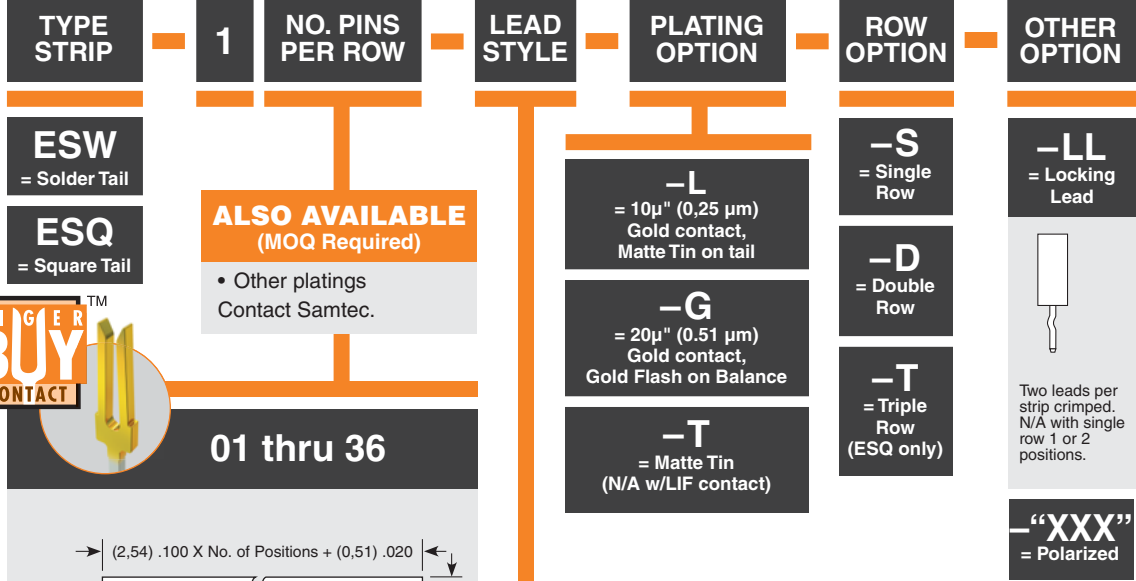 TYPE
STRIP
1
NO. PINS
PER ROW
LEAD
STYLE
PLATING
OPTION
ROW
OPTION
OTHER
OPTION
ESW
= Solder Tail
ESQ
= Square Tail
TM
I G E R
BUY
ONTACT
ALSO AVAILABLE
(MOQ Required)
• Other platings
Contact Samtec.
01 thru 36
(2,54) .100 X No. of Positions + (0,51) .020
–L
= 10µ" (0,25 µm)
Gold contact,
Matte Tin on tail
–G
= 20µ" (0.51 µm)
Gold contact,
Gold Flash on Balance
–T
= Matte Tin
(N/A w/LIF contact)
–S
= Single
Row
–D
= Double
Row
–T
= Triple
Row
(ESQ only)
–LL
= Locking
Lead
Two leads per
strip crimped.
N/A with single
row 1 or 2
positions.
–“XXX”
= Polarized